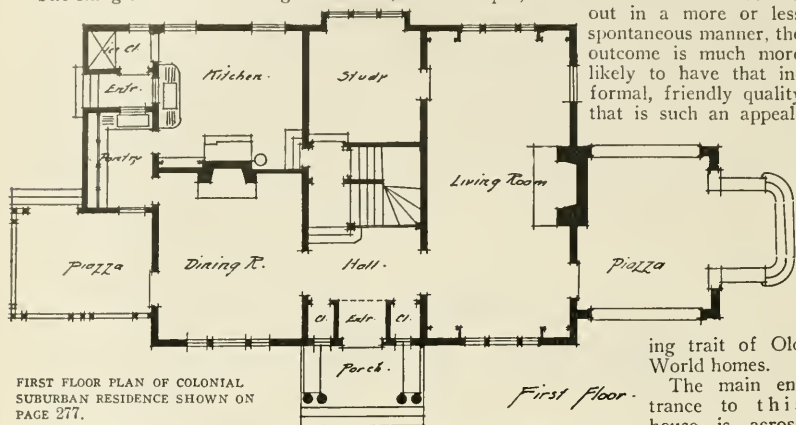 out in a more or less
spontaneous manner, the
outcome is much more
likely to have that in-
formal, friendly quality
that is such an appeal-
Ice Cl.
Kitchen.
Study
Entr.
Pantry
Living Room
Piazza
Dining R.
Hall.
Piazza
Cl. Entr. Cl.
Porch.
ing trait of Old
World homes.
The main en-
trance to this
house is across
FIRST FLOOR PLAN OF COLONIAL
SUBURBAN RESIDENCE SHOWN ON
PAGE 277.
First Floor.